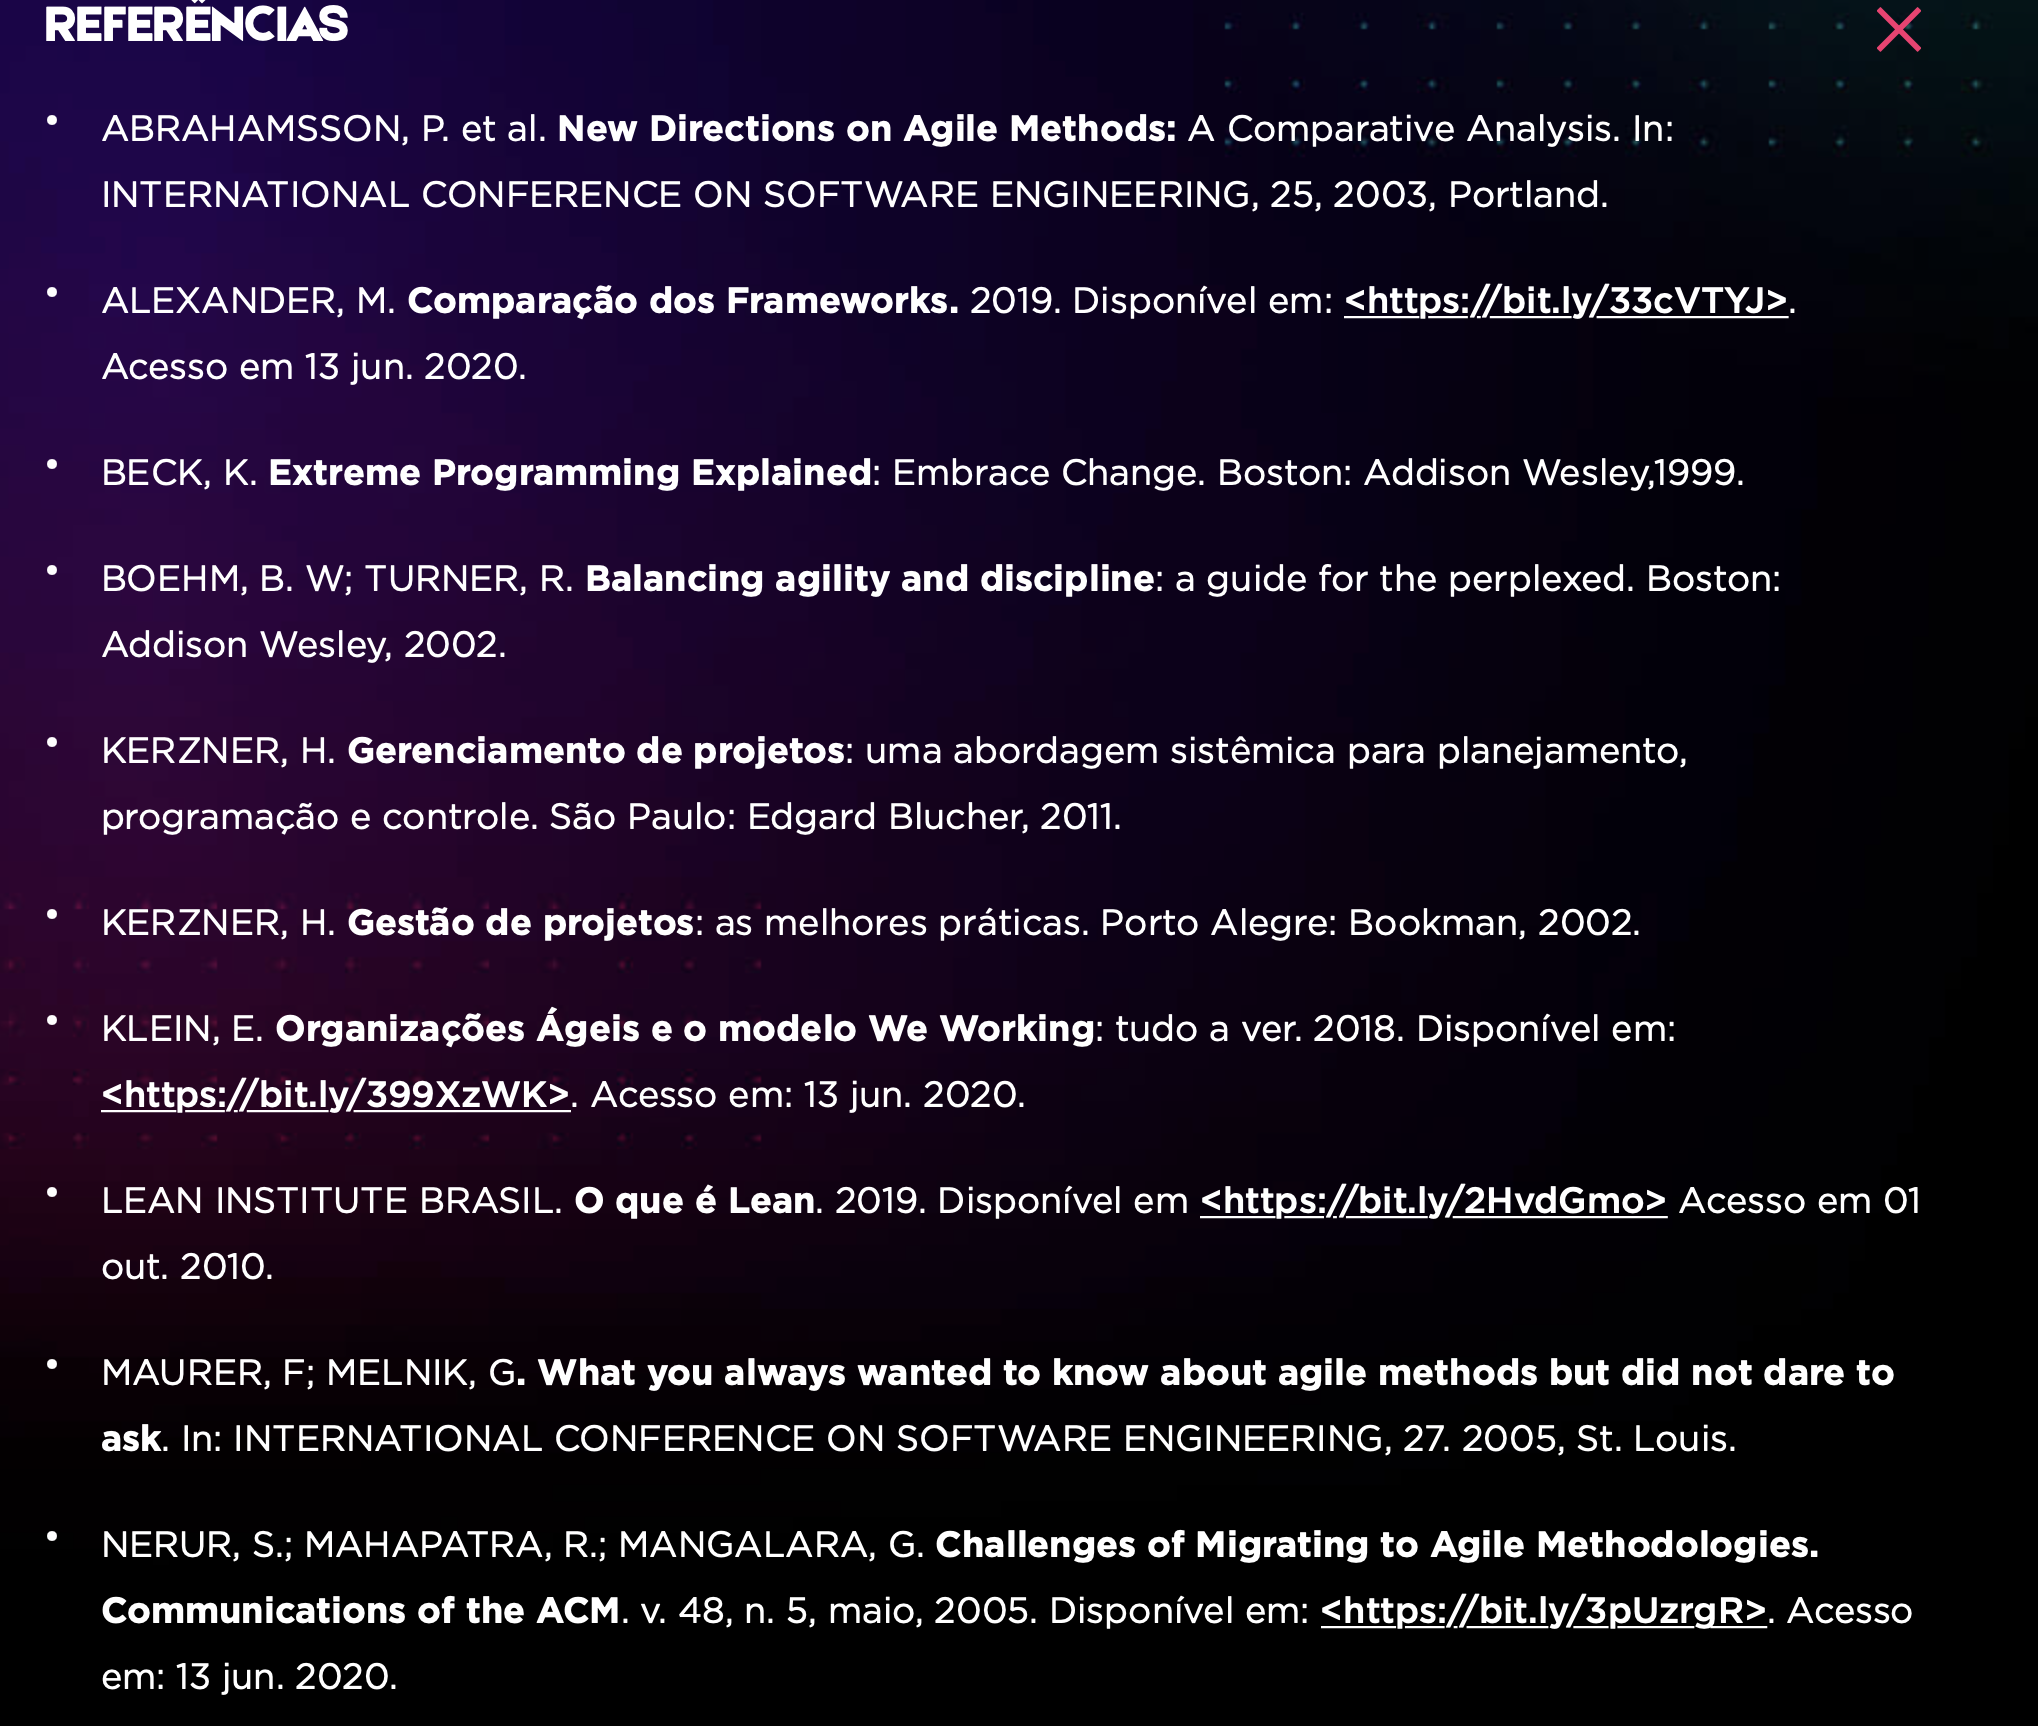 REFERÊNCIAS
• ABRAHAMSSON, P. et al. New Directions on Agile Methods: A Comparative Analysis. In:
INTERNATIONAL CONFERENCE ON SOFTWARE ENGINEERING, 25, 2003, Portland.
• ALEXANDER, M. Comparação dos Frameworks. 2019. Disponível em: <https://bit.ly/33cVTYJ>.
Acesso em 13 jun. 2020.
• BECK, K. Extreme Programming Explained: Embrace Change. Boston: Addison Wesley,1999.
• BOEHM, B. W; TURNER, R. Balancing agility and discipline: a guide for the perplexed. Boston:
Addison Wesley, 2002.
• KERZNER, H. Gerenciamento de projetos: uma abordagem sistêmica para planejamento,
programação e controle. São Paulo: Edgard Blucher, 2011.
• KERZNER, H. Gestão de projetos: as melhores práticas. Porto Alegre: Bookman, 2002.
• KLEIN, E. Organizações Ágeis e o modelo We Working: tudo a ver. 2018. Disponível em:
<https://bit.ly/399XzWK>. Acesso em: 13 jun. 2020.
• LEAN INSTITUTE BRASIL. O que é Lean. 2019. Disponível em <https://bit.ly/2HvdGmo> Acesso em 01
out. 2010.
• MAURER, F; MELNIK, G. What you always wanted to know about agile methods but did not dare to
ask. In: INTERNATIONAL CONFERENCE ON SOFTWARE ENGINEERING, 27. 2005, St. Louis.
• NERUR, S.; MAHAPATRA, R.; MANGALARA, G. Challenges of Migrating to Agile Methodologies.
Communications of the ACM. v. 48, n. 5, maio, 2005. Disponível em: <https://bit.ly/3pUzrgR>. Acesso
em: 13 jun. 2020.